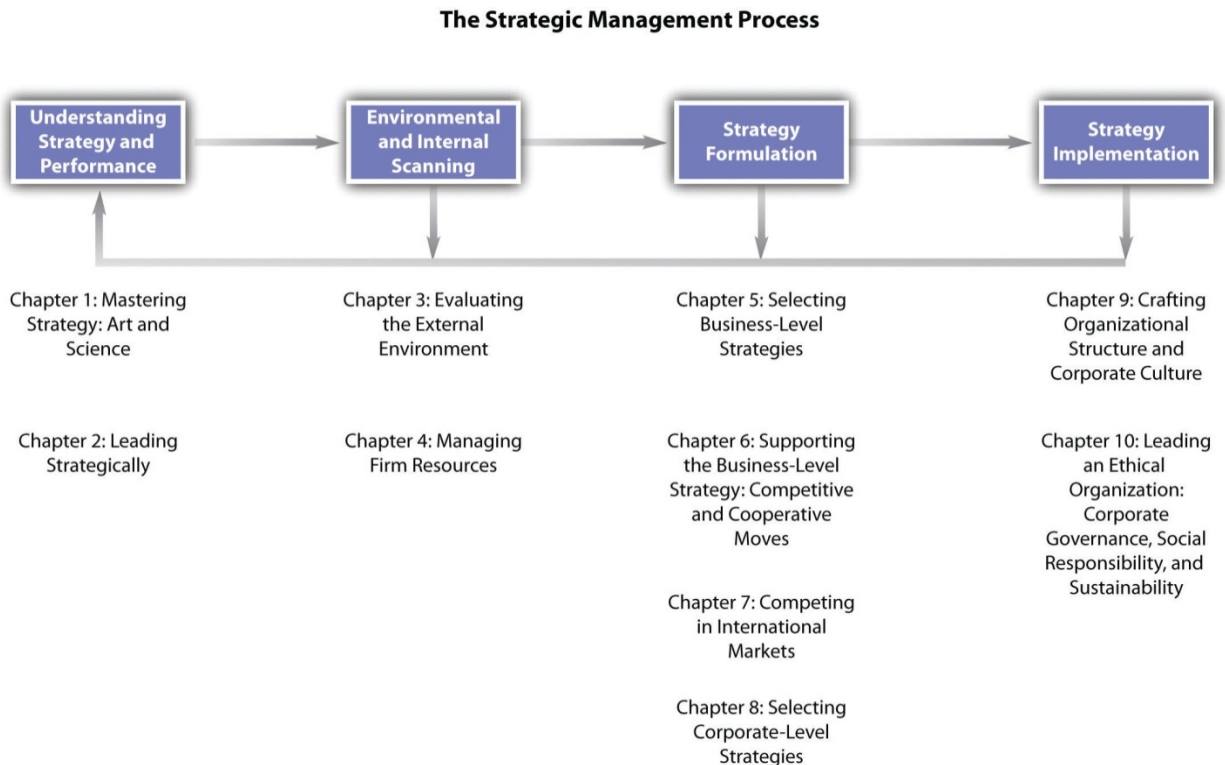 The Strategic Management Process
Understanding
Strategy and
Performance
Environmental
and Internal
Scanning
Strategy
Formulation
Strategy
Implementation
Chapter 1: Mastering
Strategy: Art and
Science
Chapter 2: Leading
Strategically
Chapter 3: Evaluating
the External
Environment
Chapter 4: Managing
Firm Resources
Chapter 5: Selecting
Business-Level
Strategies
Chapter 6: Supporting
the Business-Level
Strategy: Competitive
and Cooperative
Moves
Chapter 7: Competing
in International
Markets
Chapter 8: Selecting
Corporate-Level
Strategies
Chapter 9: Crafting
Organizational
Structure and
Corporate Culture
Chapter 10: Leading
an Ethical
Organization:
Corporate
Governance, Social
Responsibility, and
Sustainability